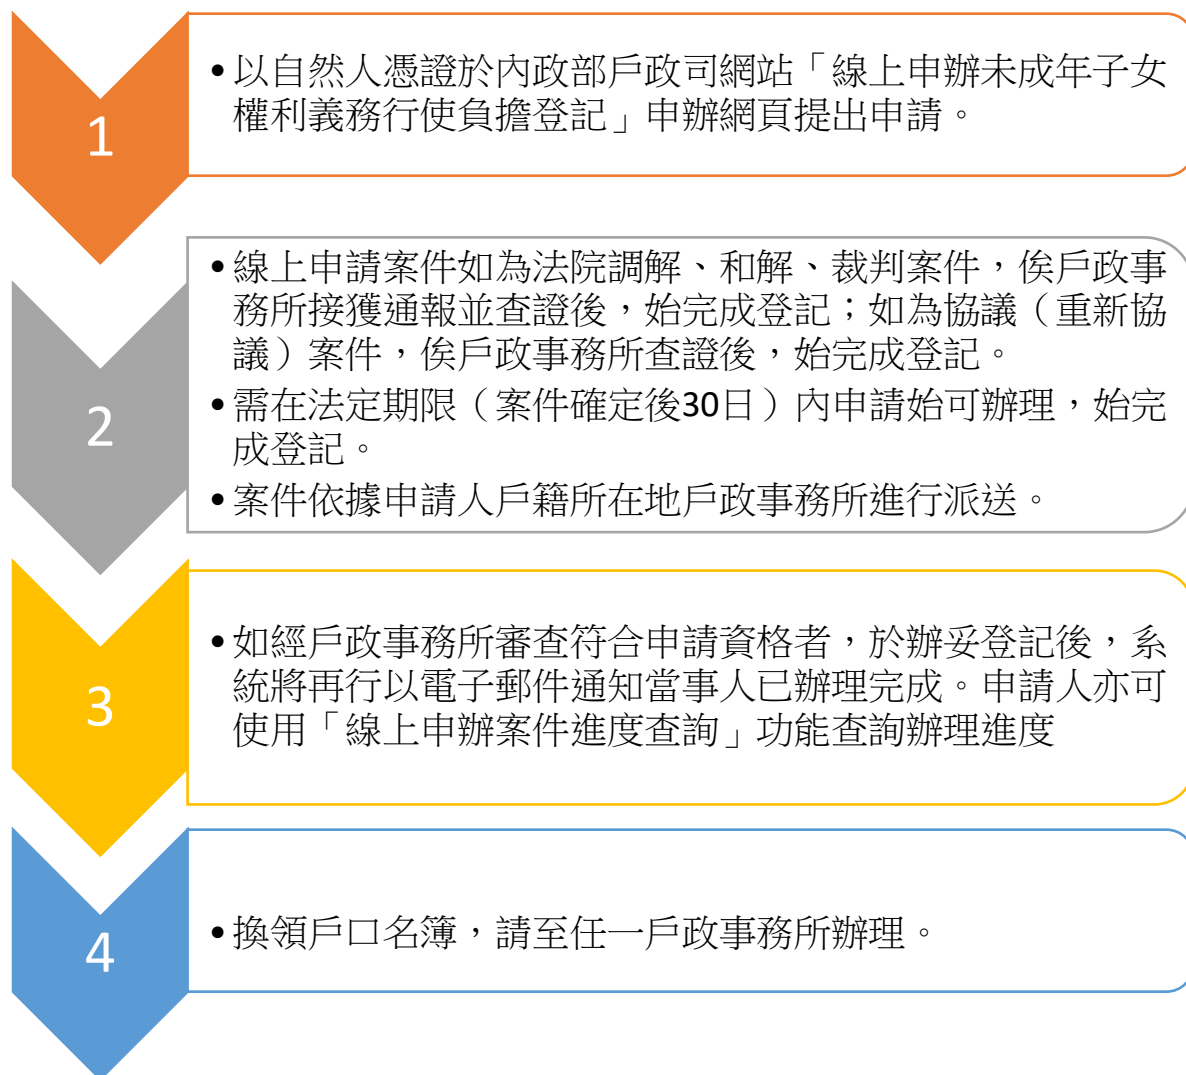 1
•以自然人憑證於內政部戶政司網站「線上申辦未成年子女
權利義務行使負擔登記」申辦網頁提出申請。
2
•線上申請案件如為法院調解、和解、裁判案件，俟戶政事
務所接獲通報並查證後，始完成登記；如為協議（重新協
議）案件，俟戶政事務所查證後，始完成登記。
•需在法定期限（案件確定後30日）內申請始可辦理，始完
成登記。
•案件依據申請人戶籍所在地戶政事務所進行派送。
3
•如經戶政事務所審查符合申請資格者，於辦妥登記後，系
統將再行以電子郵件通知當事人已辦理完成。申請人亦可
使用「線上申辦案件進度查詢」功能查詢辦理進度
4
•換領戶口名簿，請至任一戶政事務所辦理。